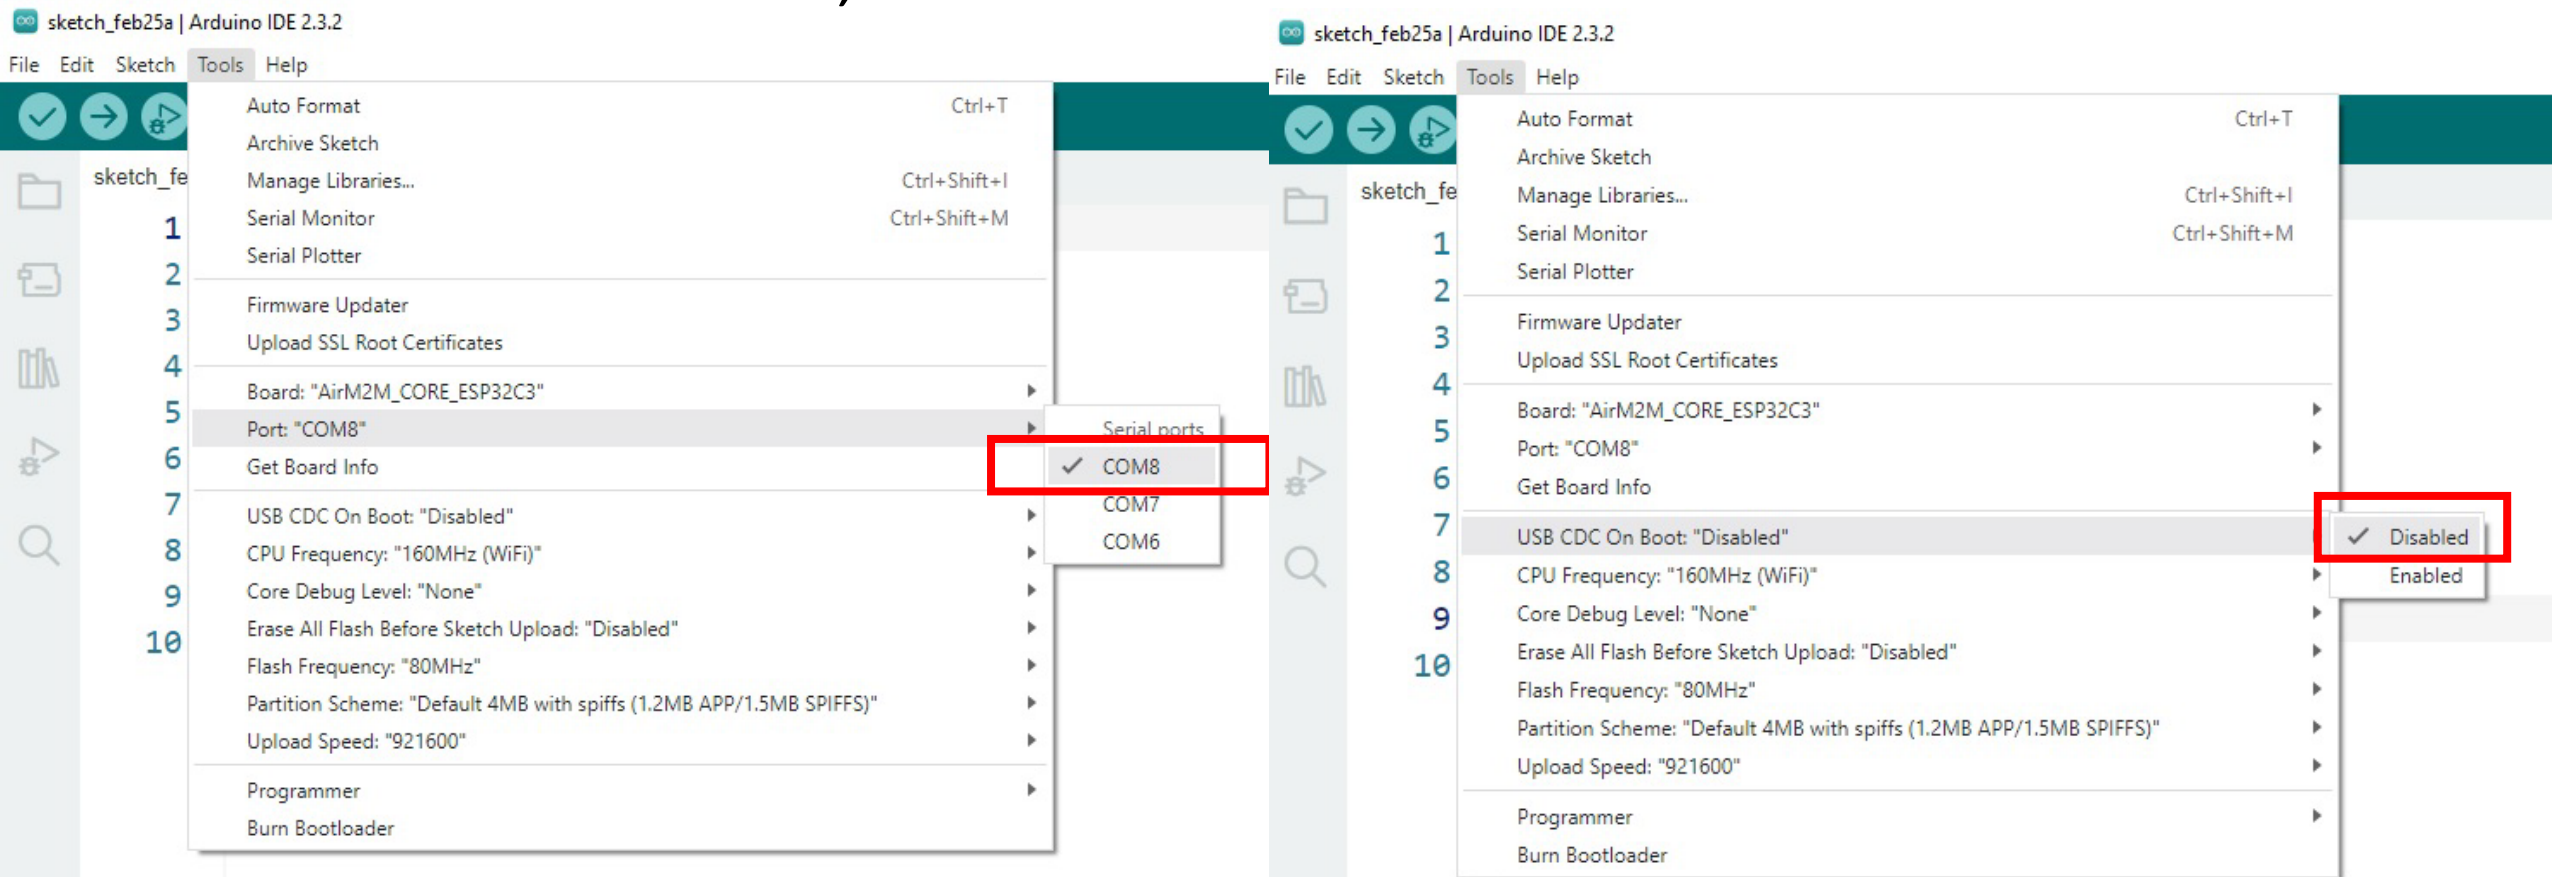 sketch_feb25a | Arduino IDE 2.3.2
File Edit Sketch Tools Help
Auto Format Ctrl+T
Archive Sketch
sketch_fe
Manage Libraries... Ctrl+Shift+I
Serial Monitor Ctrl+Shift+M
Serial Plotter
Firmware Updater
Upload SSL Root Certificates
Board: "AirM2M_CORE_ESP32C3"
Port: "COM8"
Get Board Info
USB CDC On Boot: "Disabled"
CPU Frequency: "160MHz (WiFi)"
Core Debug Level: "None"
Erase All Flash Before Sketch Upload: "Disabled"
Flash Frequency: "80MHz"
Partition Scheme: "Default 4MB with spiffs (1.2MB APP/1.5MB SPIFFS)"
Upload Speed: "921600"
Programmer
Burn Bootloader
1
2
3
4
5
6
7
8
9
10
Serial ports
COM8
COM7
COM6
sketch_feb25a | Arduino IDE 2.3.2
File Edit Sketch Tools Help
Auto Format Ctrl+T
Archive Sketch
sketch_fe
Manage Libraries... Ctrl+Shift+I
Serial Monitor Ctrl+Shift+M
Serial Plotter
Firmware Updater
Upload SSL Root Certificates
Board: "AirM2M_CORE_ESP32C3"
Port: "COM8"
Get Board Info
USB CDC On Boot: "Disabled"
CPU Frequency: "160MHz (WiFi)"
Core Debug Level: "None"
Erase All Flash Before Sketch Upload: "Disabled"
Flash Frequency: "80MHz"
Partition Scheme: "Default 4MB with spiffs (1.2MB APP/1.5MB SPIFFS)"
Upload Speed: "921600"
Programmer
Burn Bootloader
1
2
3
4
5
6
7
8
9
10
Disabled
Enabled